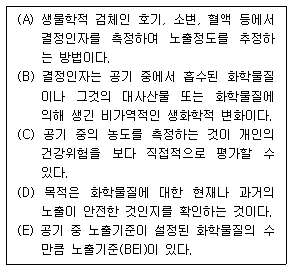 (A) 생물학적 검체인 호기, 소변, 혈액 등에서
결정인자를 측정하여 노출정도를 추정하
는 방법이다.
(B) 결정인자는 공기 중에서 흡수된 화학물질
이나 그것의 대사산물 또는 화학물질에
의해 생긴 비가역적인 생화학적 변화이다.
(C) 공기 중의 농도를 측정하는 것이 개인의
건강위험을 보다 직접적으로 평가할 수
있다.
(D) 목적은 화학물질에 대한 현재나 과거의
노출이 안전한 것인지를 확인하는 것이다.
(E) 공기 중 노출기준이 설정된 화학물질의 수
만큼 노출기준(BEI)이 있다.